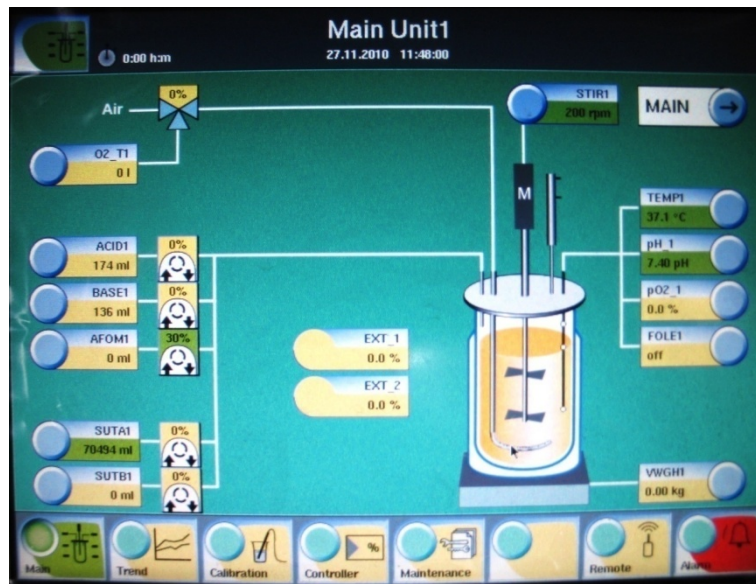 Main Unit1
0:00 h:m
27.11.2010 11:48:00
Air
0%
STIR1
200 rpm
MAIN
O2_T1
0 l
M
TEMP1
37.1 °C
ACID1
174 ml
0%
pH_1
7.40 pH
BASE1
136 ml
0%
pO2_1
0.0 %
AFOM1
0 ml
30%
EXT_1
0.0 %
FOLE1
off
EXT_2
0.0 %
SUTA1
70494 ml
0%
SUTB1
0 ml
0%
VWGH1
0.00 kg
Main
Trend
Calibration
%
Controller
Maintenance
Remote
Alarm